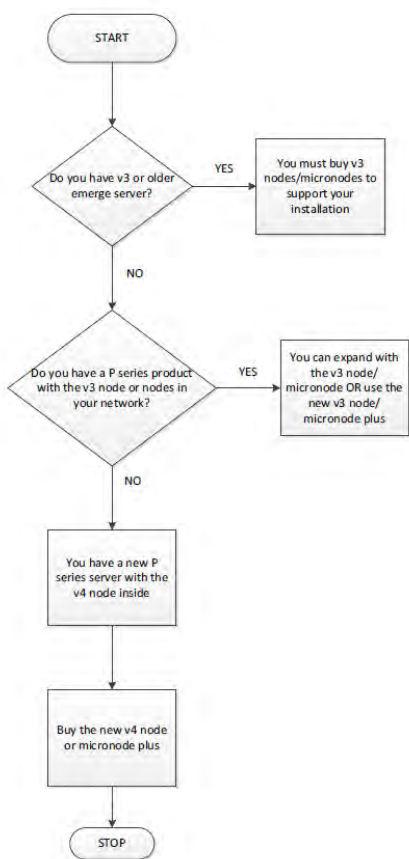 START
Do you have v3 or older
emerge server?
YES
You must buy v3
nodes/micronodes to
support your
installation
NO
Do you have a P series product
with the v3 node or nodes in
your network?
YES
You can expand with
the v3 node/
micronode OR use the
new v3 node/
micronode plus
NO
You have a new P
series server with the
v4 node inside
Buy the new v4 node
or micronode plus
STOP